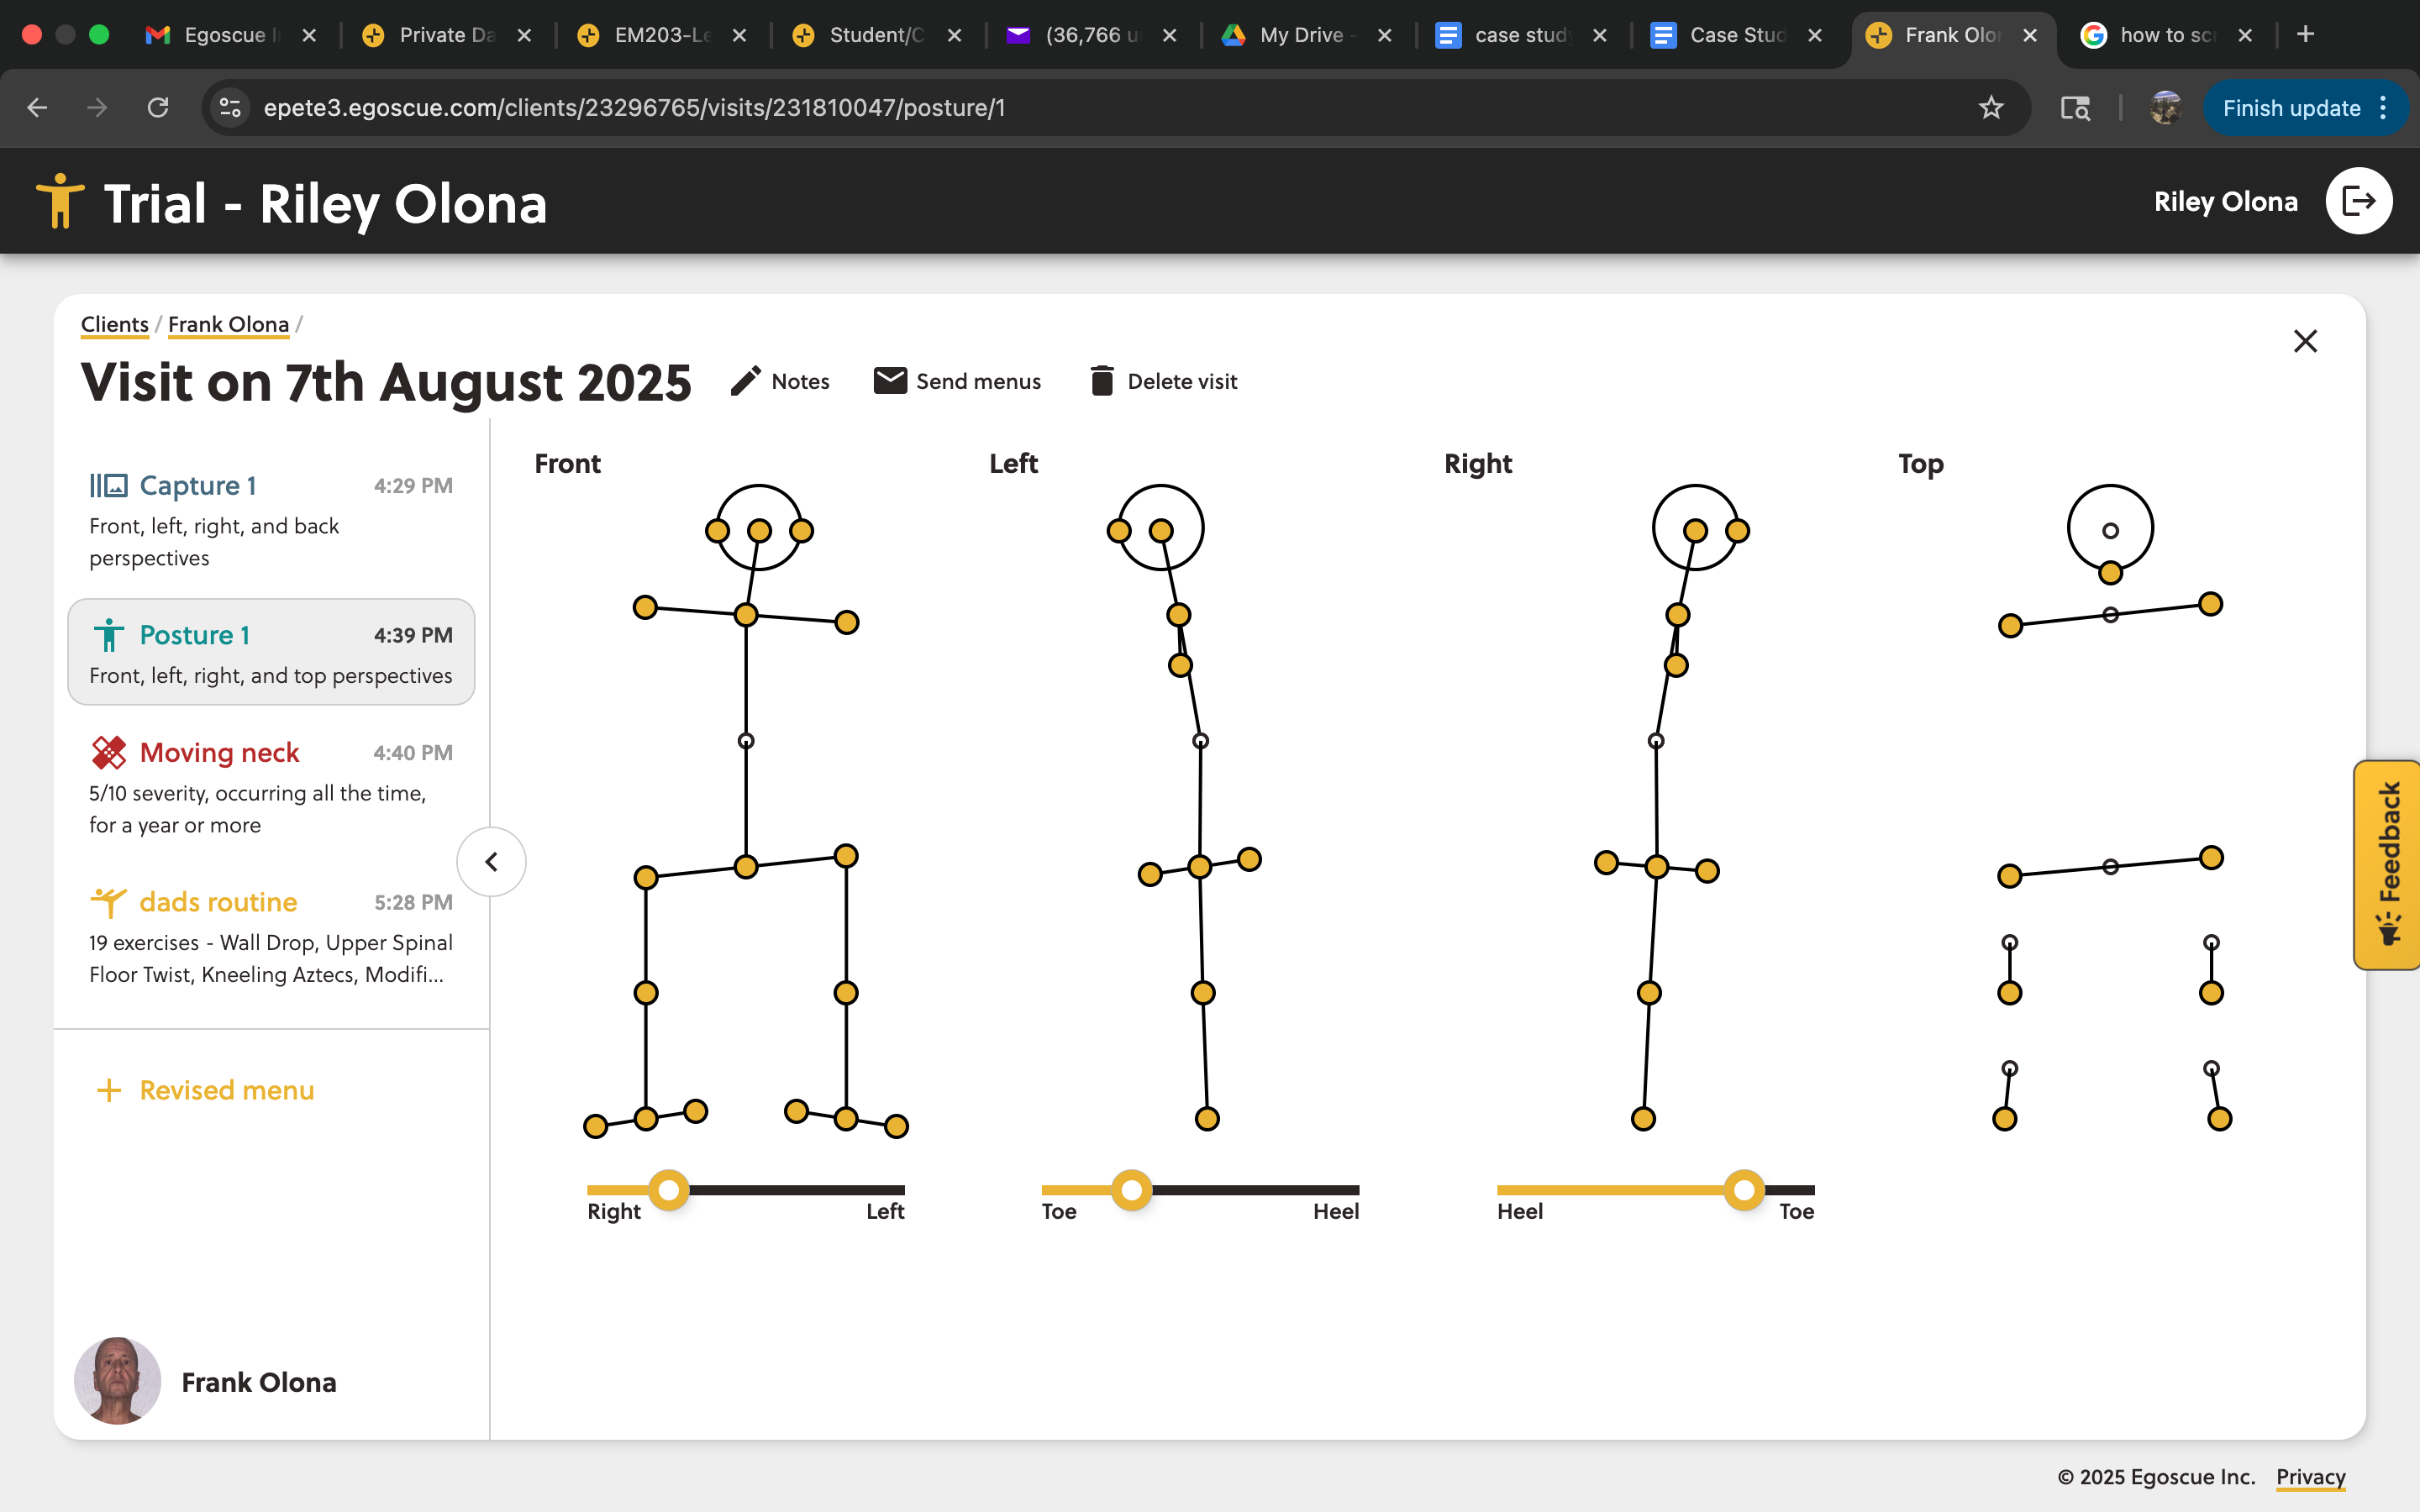 Egoscue I
Private Da
EM203-Le
Student/C
(36,766 u
My Drive -
case stud
Case Stud
Frank Olo
how to sc
epete3.egoscue.com/clients/23296765/visits/231810047/posture/1
Finish update
Trial - Riley Olona
Riley Olona
Clients / Frank Olona /
Visit on 7th August 2025
Notes
Send menus
Delete visit
Capture 1 4:29 PM
Front, left, right, and back
perspectives
Posture 1 4:39 PM
Front, left, right, and top perspectives
Moving neck 4:40 PM
5/10 severity, occurring all the time,
for a year or more
dads routine 5:28 PM
19 exercises - Wall Drop, Upper Spinal
Floor Twist, Kneeling Aztecs, Modifi...
+ Revised menu
Frank Olona
Front
Left
Right
Top
Right Left
Toe Heel
Heel Toe
Feedback
© 2025 Egoscue Inc. Privacy